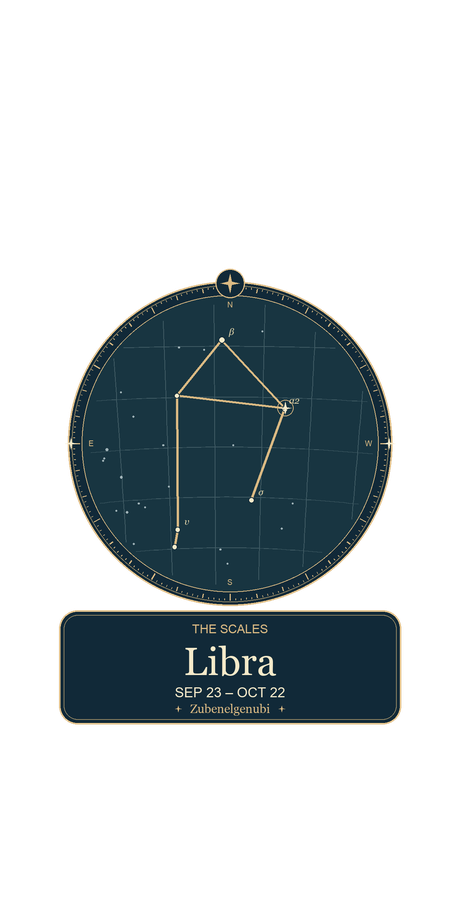 N
β
α2
E
W
σ
υ
S
THE SCALES
Libra
SEP 23 – OCT 22
Zubenelgenubi